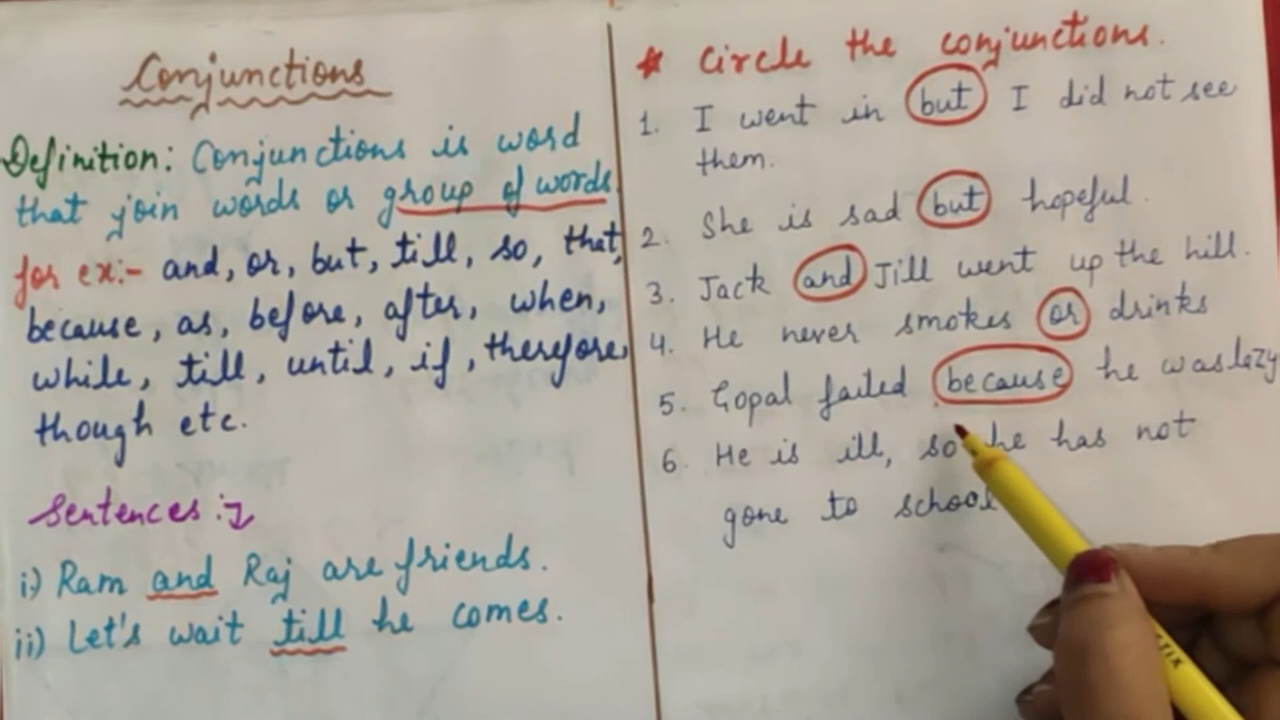 Conjunctions
Definition: Conjunctions is word
that join words or group of words
for ex:- and, or, but, till, so, that,
because, as, before, after, when,
while, till, until, if, therefore,
though etc.
Sentences :-
i) Ram and Raj are friends.
ii) Let's wait till he comes.
* Circle the conjunctions.
1. I went in but I did not see
them.
2. She is sad but hopeful.
3. Jack and Jill went up the hill.
4. He never smokes or drinks
5. Gopal failed because he was lezy
6. He is ill, so he has not
gone to school